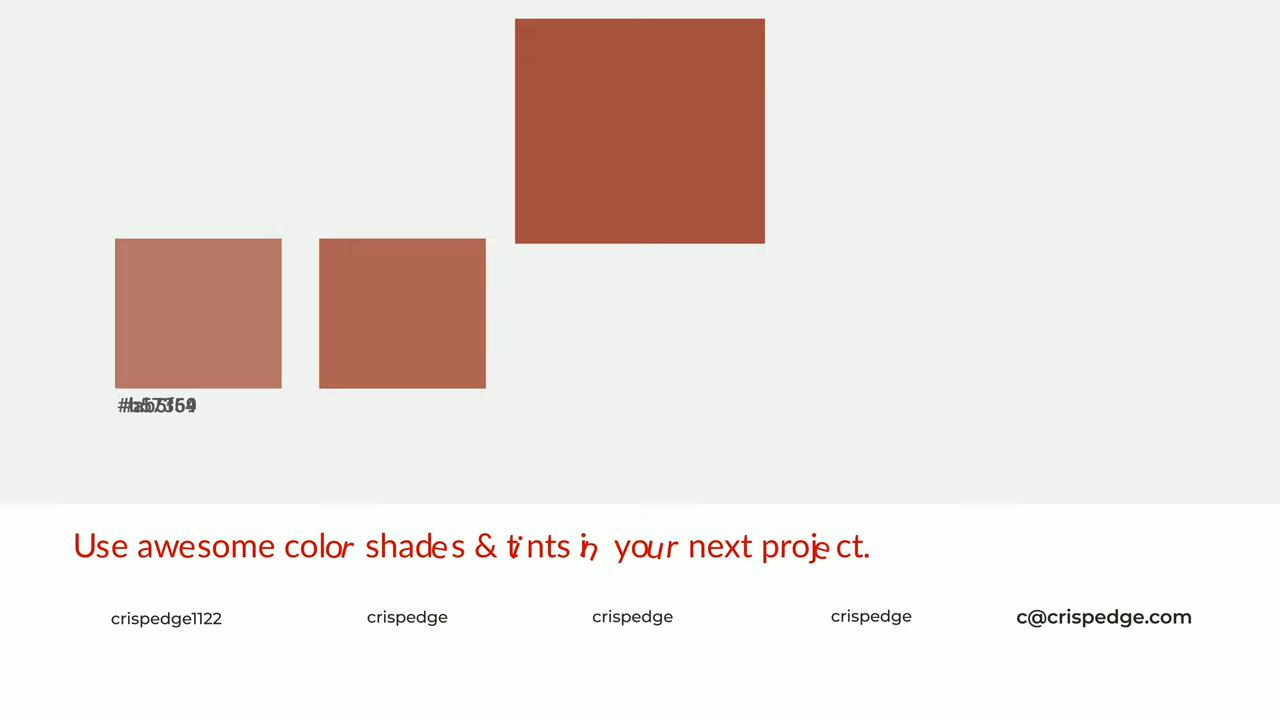 Use awesome color shades & tints in your next project.
crispedge1122 crispedge crispedge crispedge c@crispedge.com